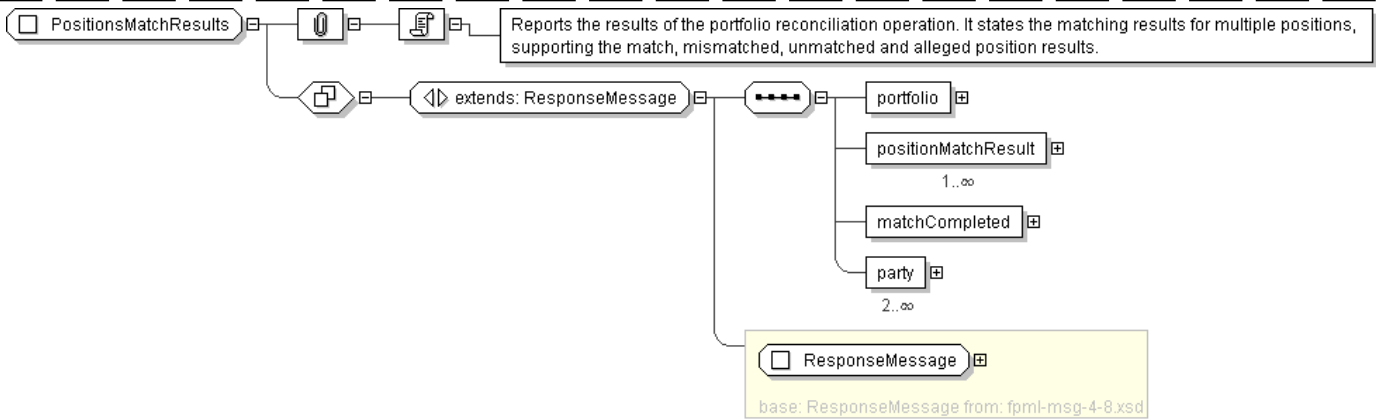 PositionsMatchResults
Reports the results of the portfolio reconciliation operation. It states the matching results for multiple positions,
supporting the match, mismatched, unmatched and alleged position results.
extends: ResponseMessage
portfolio
positionMatchResult
1..∞
matchCompleted
party
2..∞
ResponseMessage
base: ResponseMessage from: fpml-msg-4-8.xsd